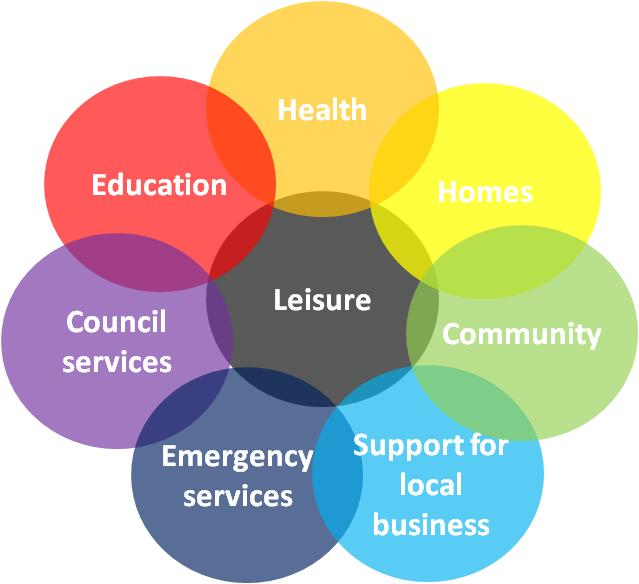 Health
Education
Homes
Leisure
Council
services
Community
Emergency
services
Support for
local
business